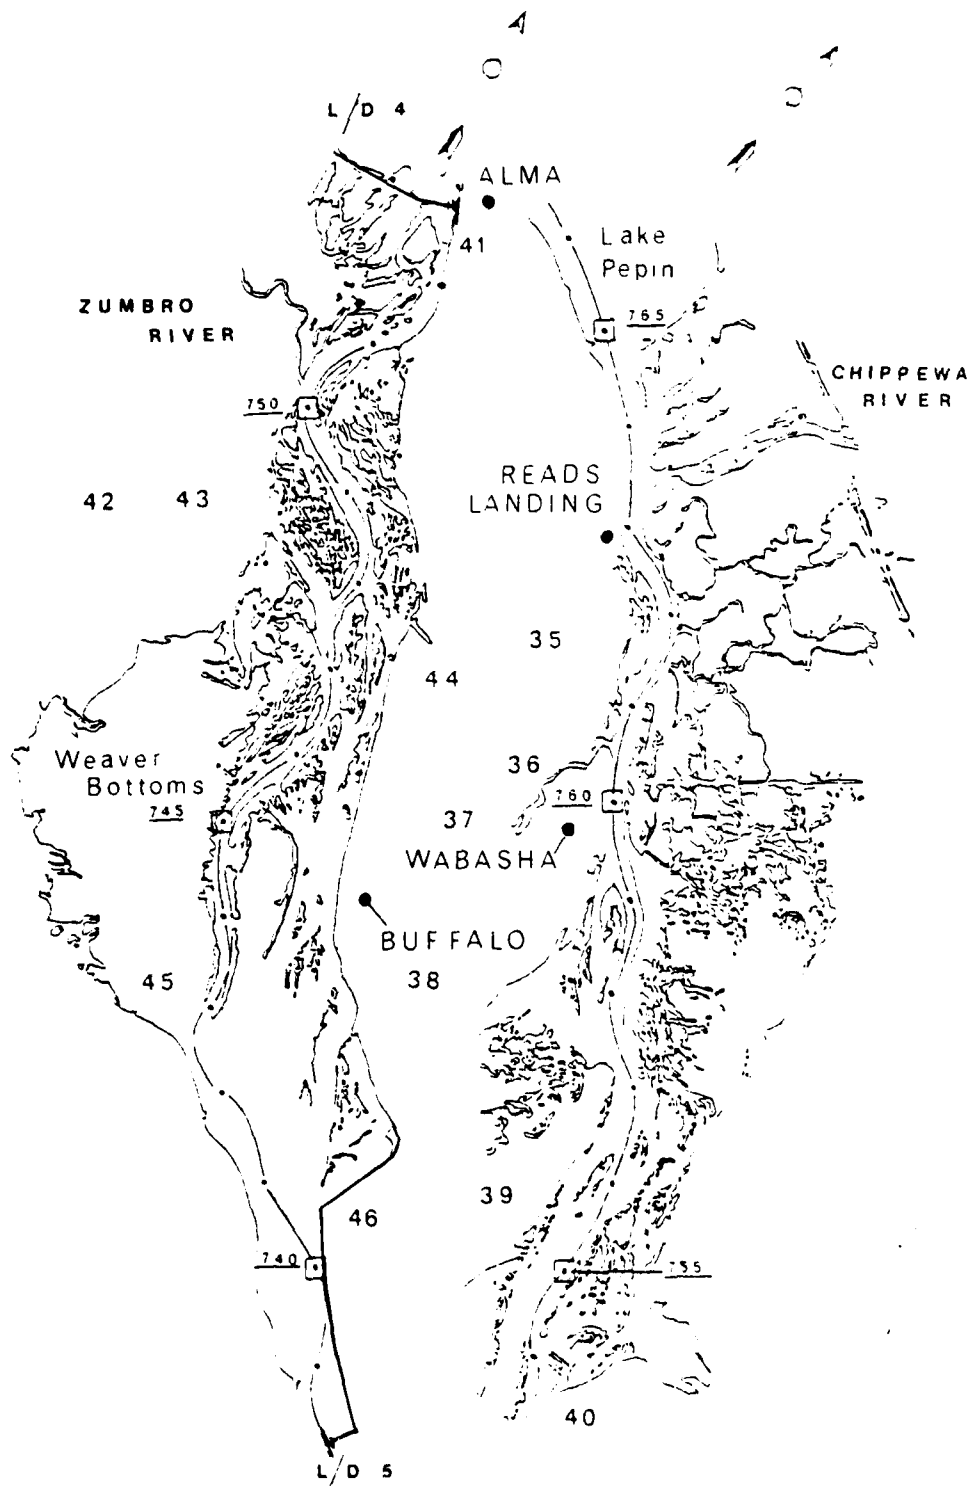 L/D 4
ALMA
41
Lake
Pepin
765
ZUMBRO
RIVER
CHIPPEWA
RIVER
750
READS
LANDING
42
43
35
44
36
Weaver
Bottoms
745
760
37
WABASHA
BUFFALO
38
45
39
46
740
755
40
L/D 5